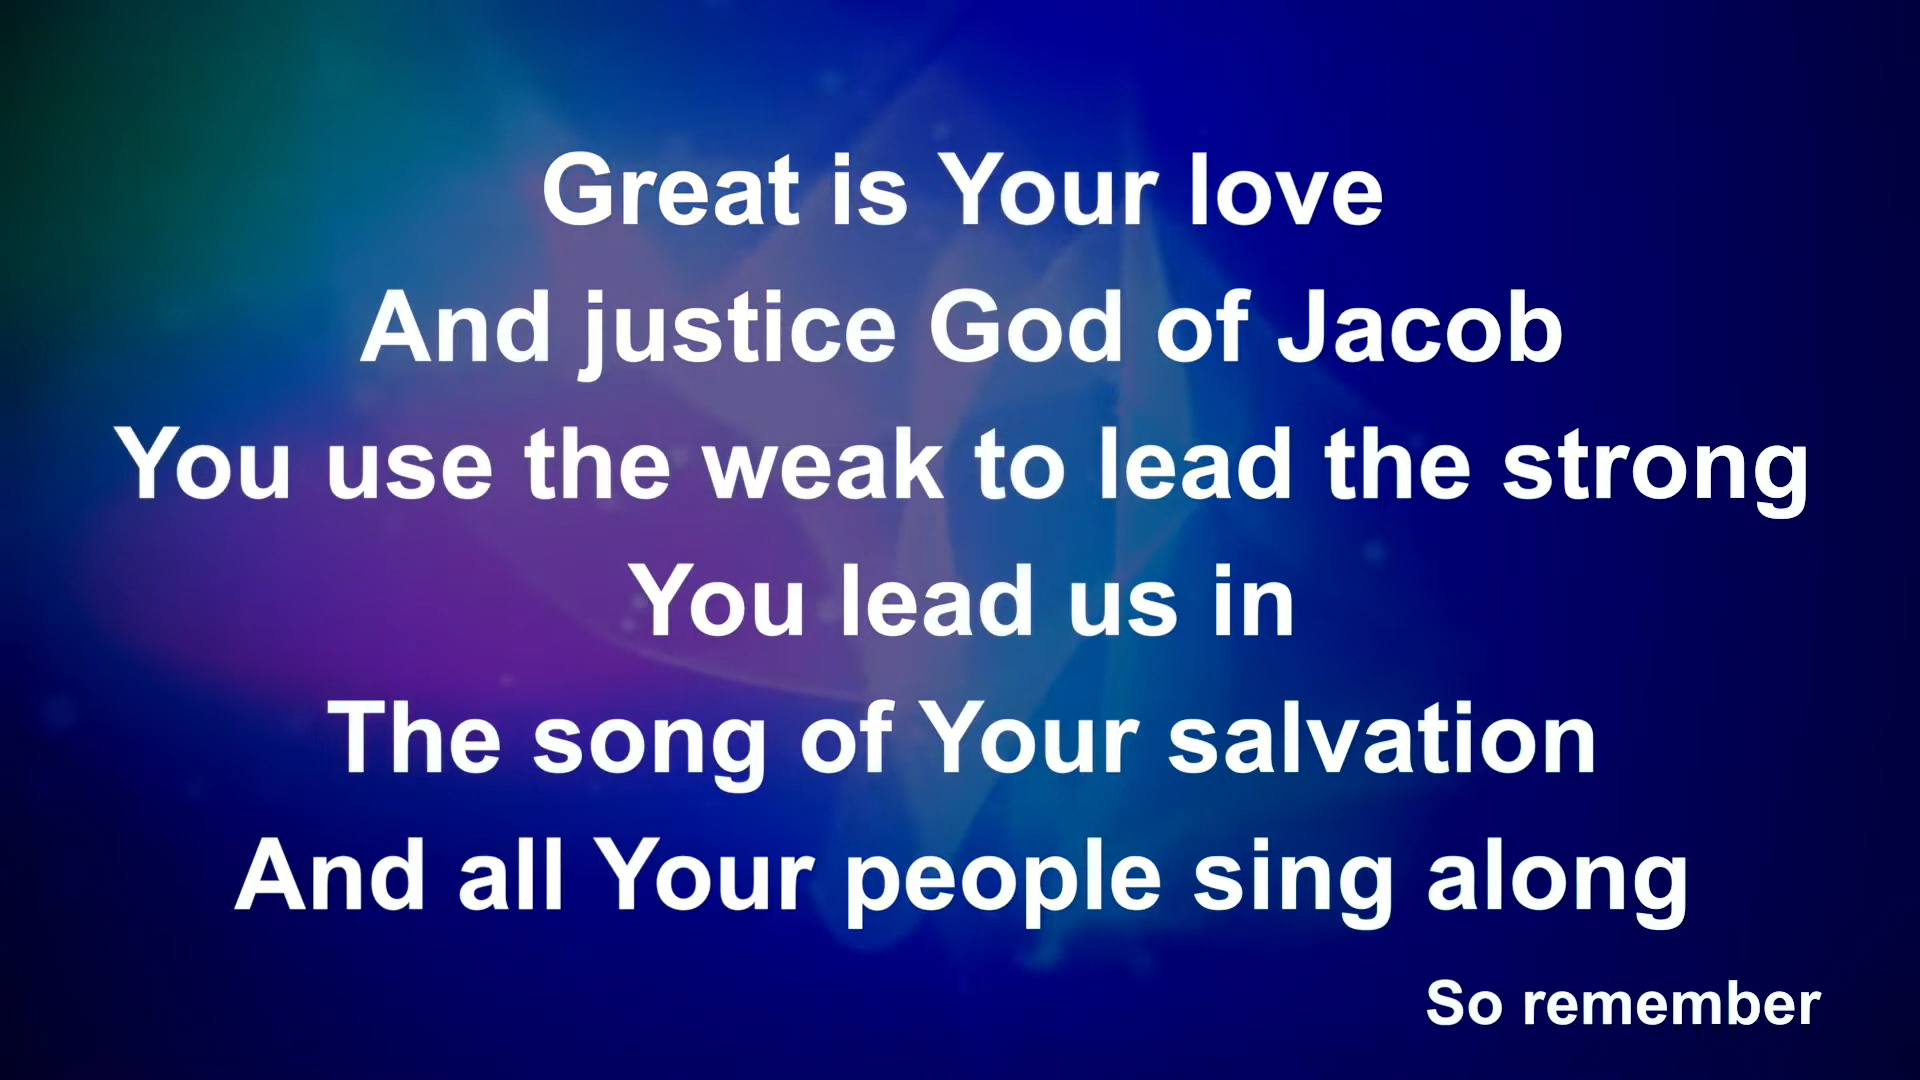 Great is Your love
And justice God of Jacob
You use the weak to lead the strong
You lead us in
The song of Your salvation
And all Your people sing along
So remember